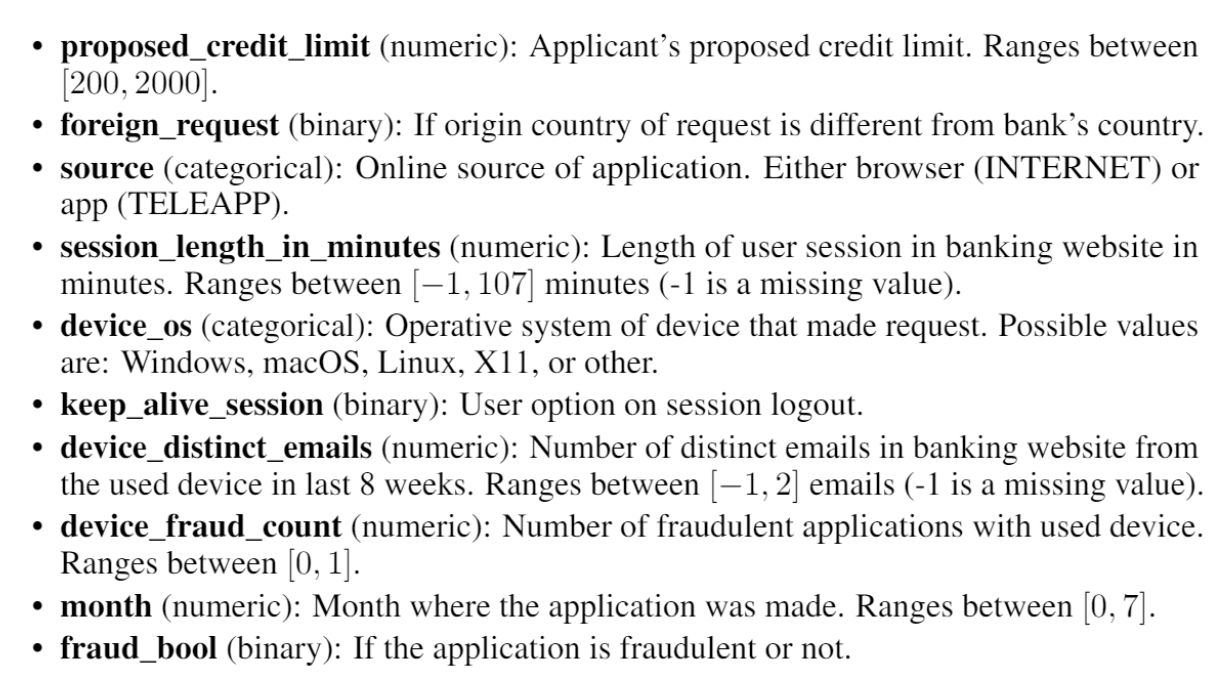 • proposed_credit_limit (numeric): Applicant's proposed credit limit. Ranges between
[200, 2000].
• foreign_request (binary): If origin country of request is different from bank's country.
• source (categorical): Online source of application. Either browser (INTERNET) or
app (TELEAPP).
• session_length_in_minutes (numeric): Length of user session in banking website in
minutes. Ranges between [−1, 107] minutes (-1 is a missing value).
• device_os (categorical): Operative system of device that made request. Possible values
are: Windows, macOS, Linux, X11, or other.
• keep_alive_session (binary): User option on session logout.
• device_distinct_emails (numeric): Number of distinct emails in banking website from
the used device in last 8 weeks. Ranges between [−1, 2] emails (-1 is a missing value).
• device_fraud_count (numeric): Number of fraudulent applications with used device.
Ranges between [0, 1].
• month (numeric): Month where the application was made. Ranges between [0, 7].
• fraud_bool (binary): If the application is fraudulent or not.